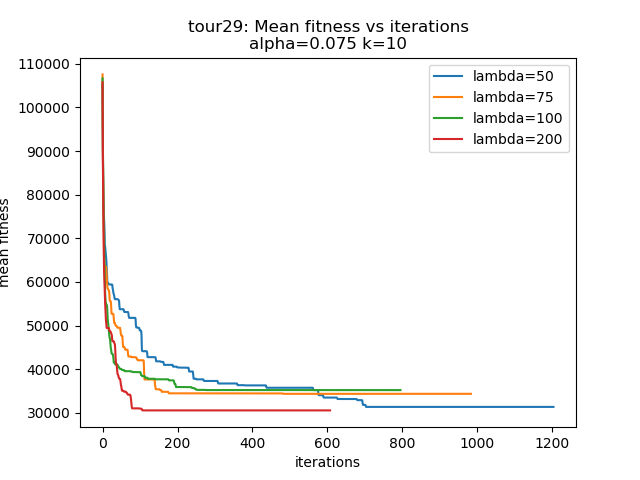 tour29: Mean fitness vs iterations
alpha=0.075 k=10
110000
100000
90000
80000
70000
60000
50000
40000
30000
mean fitness
0
200
400
600
800
1000
1200
iterations
lambda=50
lambda=75
lambda=100
lambda=200